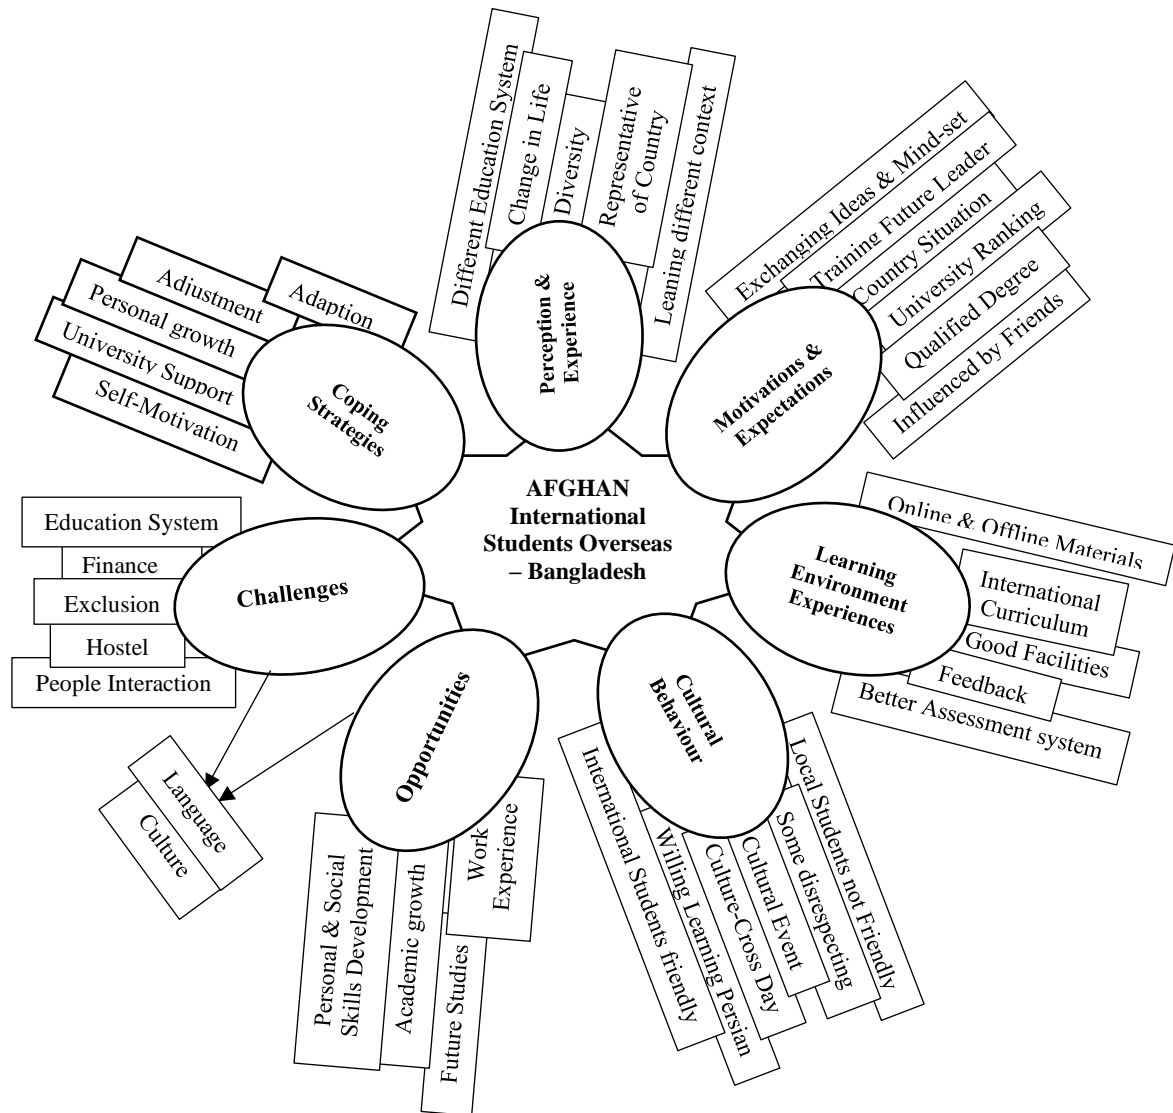 AFGHAN
International
Students Overseas
– Bangladesh
Perception &
Experience
Different Education System
Change in Life
Diversity
Representative
of Country
Leaning different context
Motivations &
Expectations
Exchanging Ideas & Mind-set
Training Future Leader
Country Situation
University Ranking
Qualified Degree
Influenced by Friends
Learning
Environment
Experiences
Online & Offline Materials
International
Curriculum
Good Facilities
Feedback
Better Assessment system
Cultural
Behaviour
Local Students not Friendly
Some disrespecting
Cultural Event
Culture-Cross Day
Willing Learning Persian
International Students friendly
Opportunities
Work
Experience
Future Studies
Academic growth
Personal & Social
Skills Development
Language
Culture
Challenges
Education System
Finance
Exclusion
Hostel
People Interaction
Coping
Strategies
Adaption
Adjustment
Personal growth
University Support
Self-Motivation